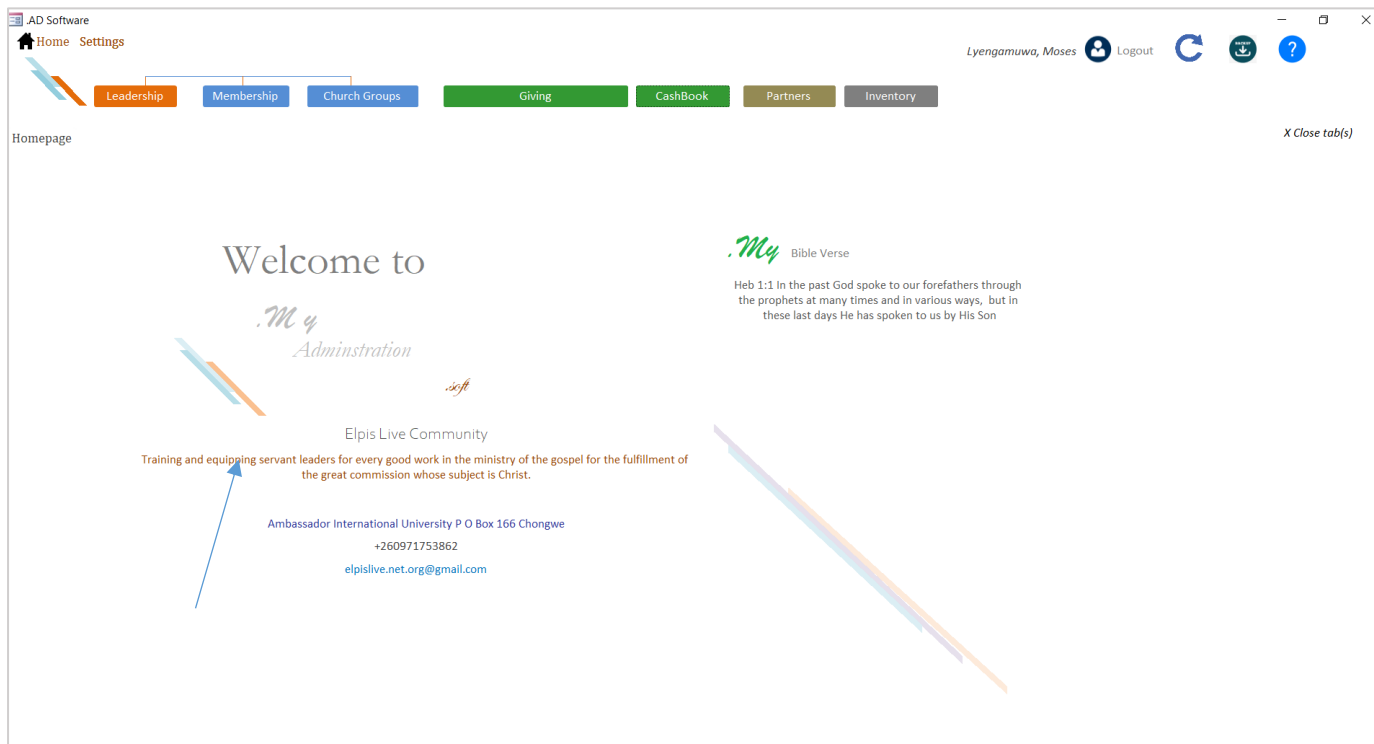 .AD Software
Home Settings
Lyengamuwa, Moses Logout
Leadership Membership Church Groups Giving CashBook Partners Inventory
Homepage
X Close tab(s)
Welcome to
.My
Adminstration
.soft
Elpis Live Community
Training and equipping servant leaders for every good work in the ministry of the gospel for the fulfillment of
the great commission whose subject is Christ.
Ambassador International University P O Box 166 Chongwe
+260971753862
elpislive.net.org@gmail.com
.My Bible Verse
Heb 1:1 In the past God spoke to our forefathers through
the prophets at many times and in various ways, but in
these last days He has spoken to us by His Son